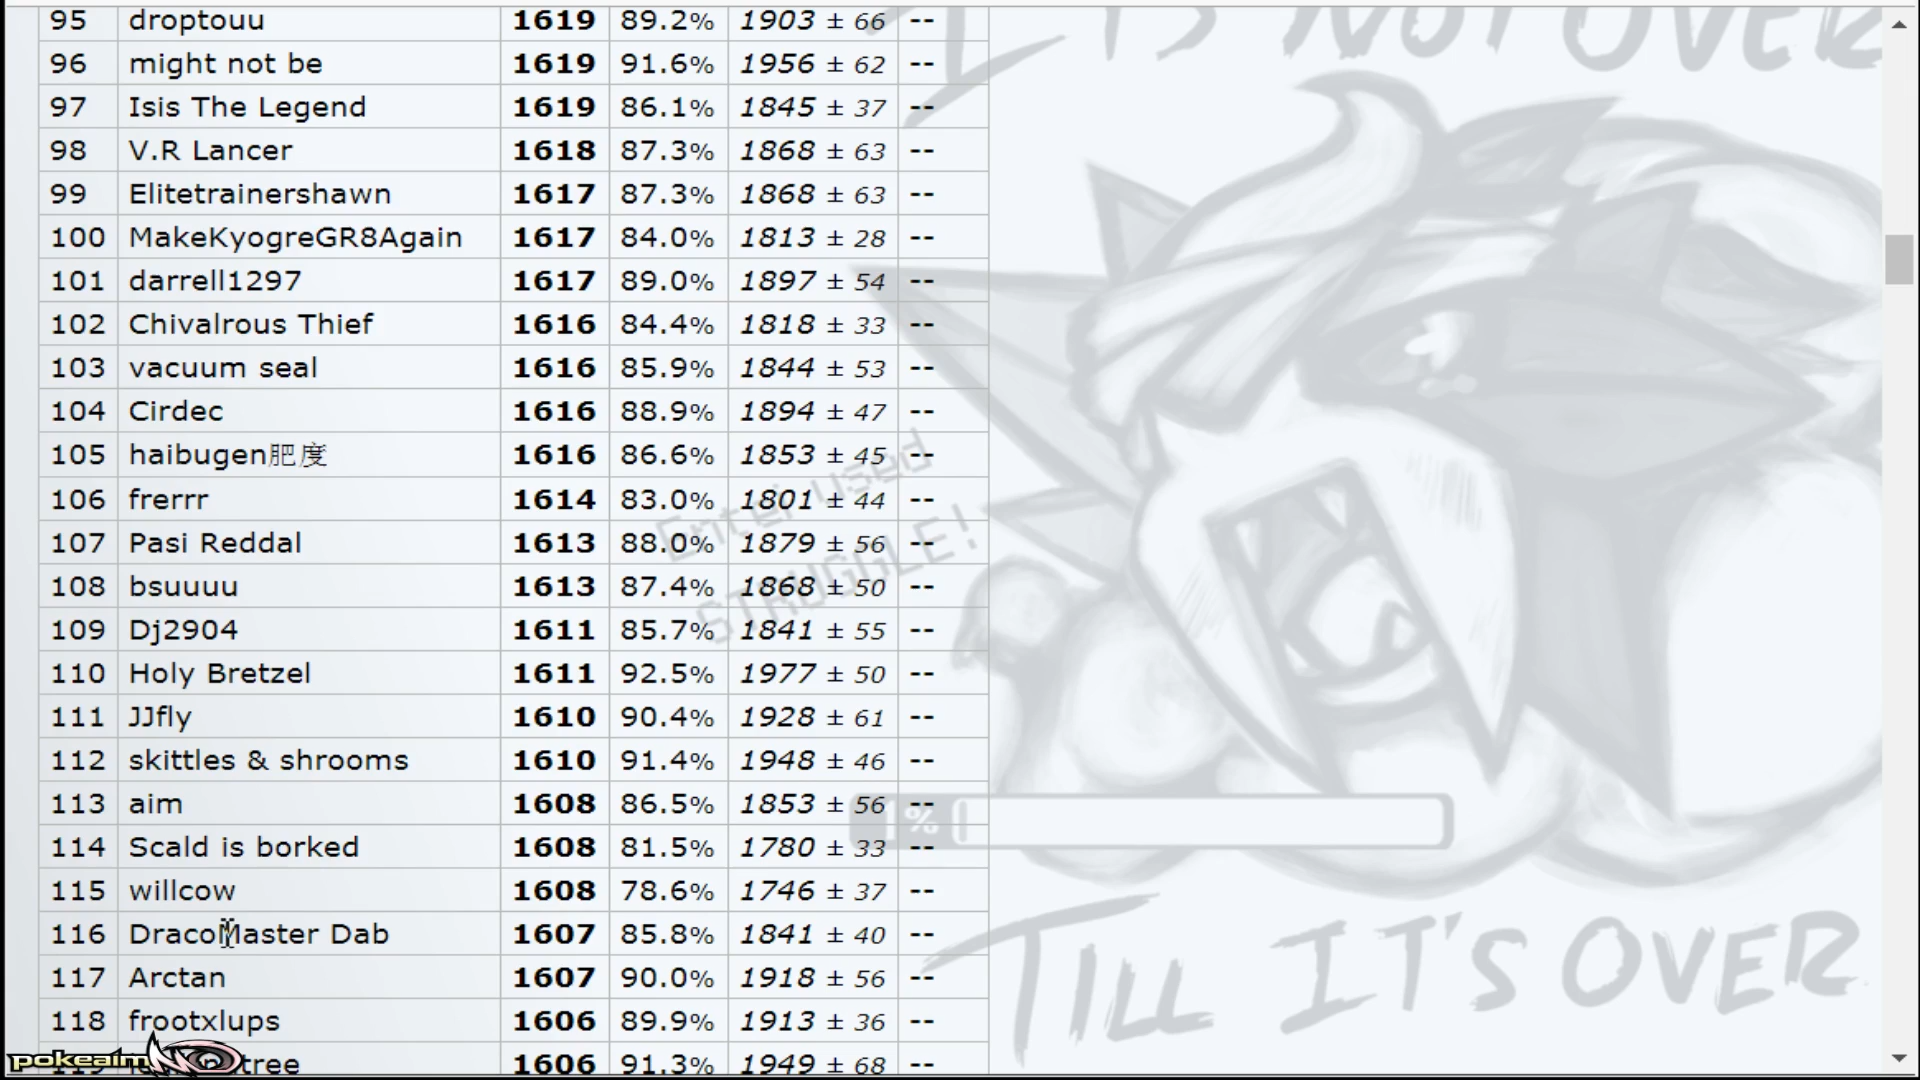 IT IS NOT OVER
95 droptouu 1619 89.2% 1903 ± 66 --
96 might not be 1619 91.6% 1956 ± 62 --
97 Isis The Legend 1619 86.1% 1845 ± 37 --
98 V.R Lancer 1618 87.3% 1868 ± 63 --
99 Elitetrainershawn 1617 87.3% 1868 ± 63 --
100 MakeKyogreGR8Again 1617 84.0% 1813 ± 28 --
101 darrell1297 1617 89.0% 1897 ± 54 --
102 Chivalrous Thief 1616 84.4% 1818 ± 33 --
103 vacuum seal 1616 85.9% 1844 ± 53 --
104 Cirdec 1616 88.9% 1894 ± 47 --
105 haibugen肥度 1616 86.6% 1853 ± 45 --
106 frerrr 1614 83.0% 1801 ± 44 --
107 Pasi Reddal 1613 88.0% 1879 ± 56 --
108 bsuuuu 1613 87.4% 1868 ± 50 --
109 Dj2904 1611 85.7% 1841 ± 55 --
110 Holy Bretzel 1611 92.5% 1977 ± 50 --
111 JJfly 1610 90.4% 1928 ± 61 --
112 skittles & shrooms 1610 91.4% 1948 ± 46 --
113 aim 1608 86.5% 1853 ± 56 --
114 Scald is borked 1608 81.5% 1780 ± 33 --
115 willcow 1608 78.6% 1746 ± 37 --
116 DracoMaster Dab 1607 85.8% 1841 ± 40 --
117 Arctan 1607 90.0% 1918 ± 56 --
118 frootxlups 1606 89.9% 1913 ± 36 --
119 tree 1606 91.3% 1949 ± 68 --
Entei used
STRUGGLE!
1%
TILL IT'S OVER
pokeaim